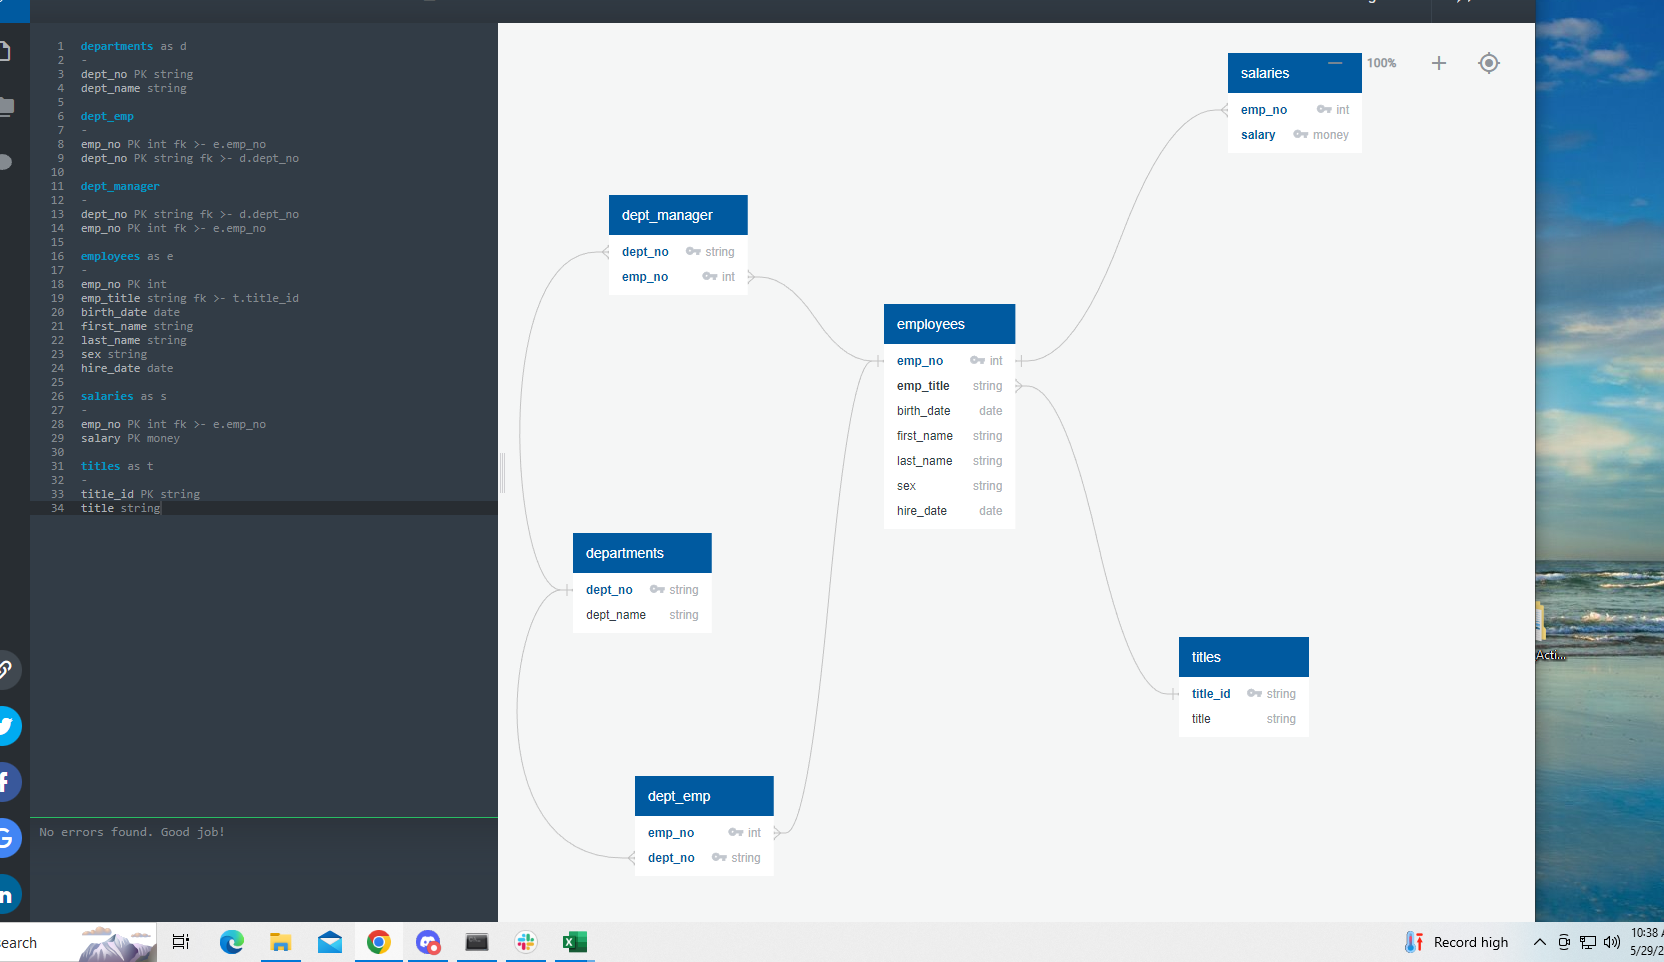 1 departments as d
2 -
3 dept_no PK string
4 dept_name string
5
6 dept_emp
7 -
8 emp_no PK int fk >- e.emp_no
9 dept_no PK string fk >- d.dept_no
10
11 dept_manager
12 -
13 dept_no PK string fk >- d.dept_no
14 emp_no PK int fk >- e.emp_no
15
16 employees as e
17 -
18 emp_no PK int
19 emp_title string fk >- t.title_id
20 birth_date date
21 first_name string
22 last_name string
23 sex string
24 hire_date date
25
26 salaries as s
27 -
28 emp_no PK int fk >- e.emp_no
29 salary PK money
30
31 titles as t
32 -
33 title_id PK string
34 title string
No errors found. Good job!
100%
salaries
emp_no int
salary money
dept_manager
dept_no string
emp_no int
employees
emp_no int
emp_title string
birth_date date
first_name string
last_name string
sex string
hire_date date
departments
dept_no string
dept_name string
titles
title_id string
title string
dept_emp
emp_no int
dept_no string
Acti...
earch
Record high
10:38
5/29/2